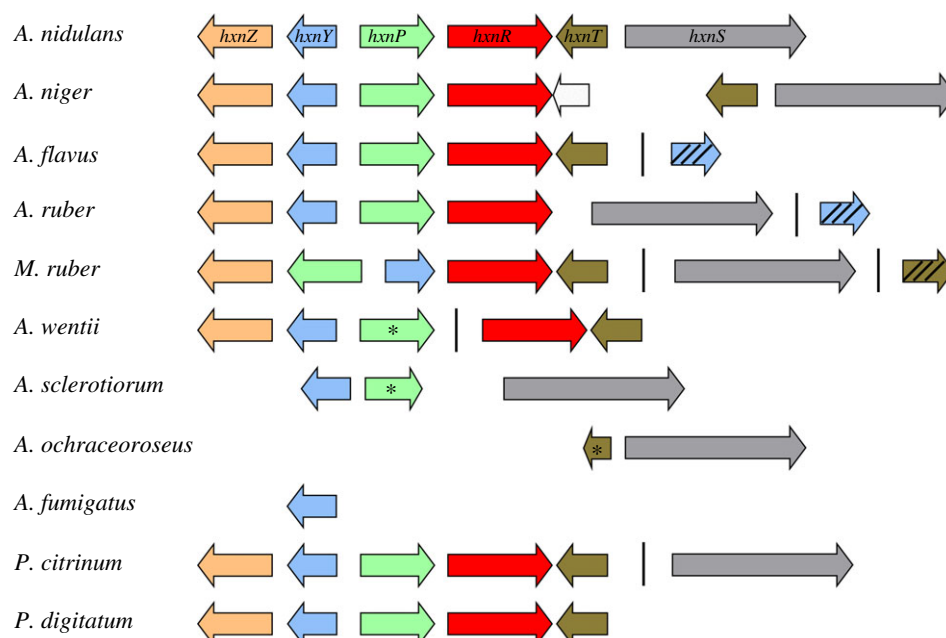 A. nidulans hxnZ hxnY hxnP hxnR hxnT hxnS
A. niger
A. flavus
A. ruber
M. ruber
A. wentii *
A. sclerotiorum *
A. ochraceoroseus *
A. fumigatus
P. citrinum
P. digitatum